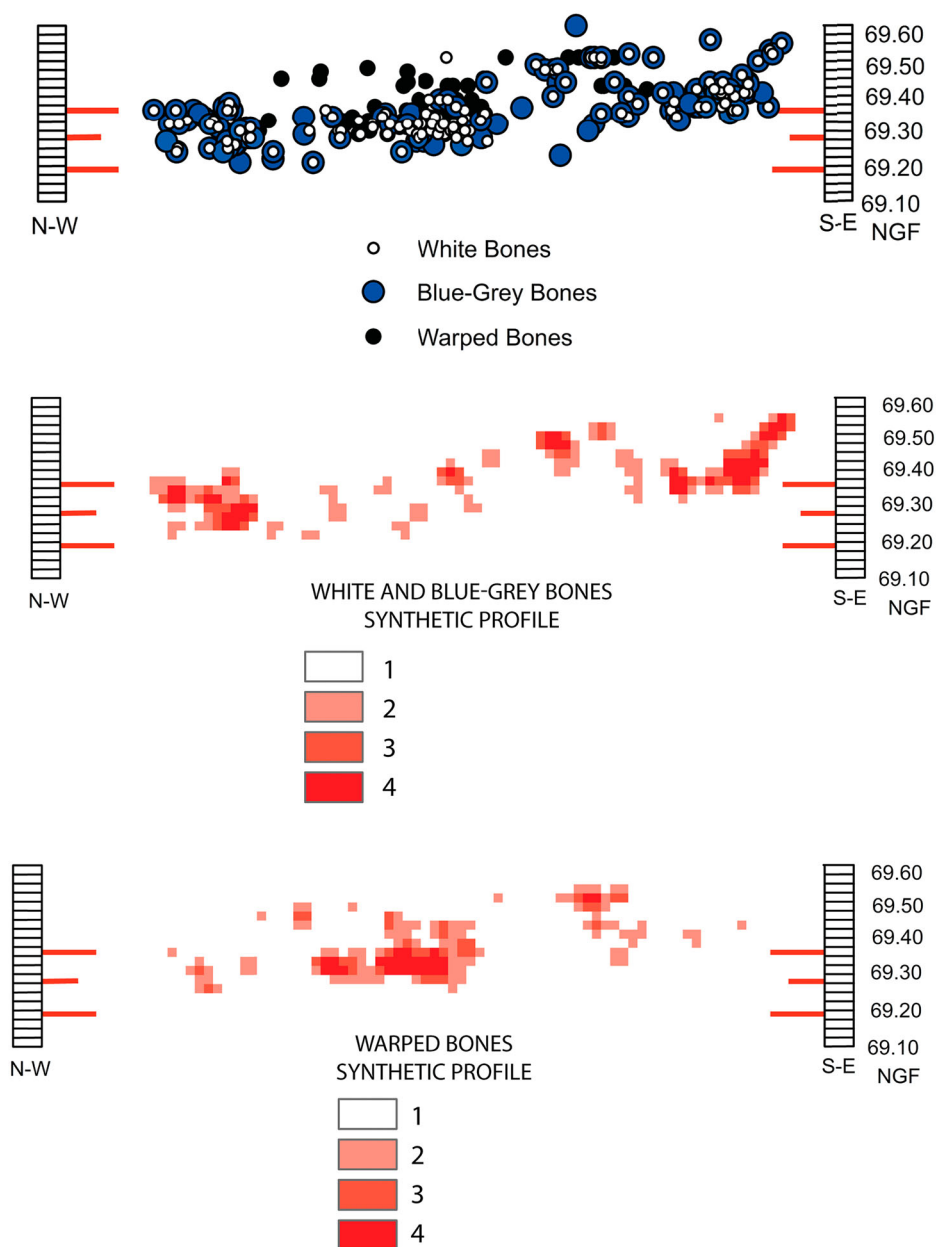 69.60
69.50
69.40
69.30
69.20
69.10
N-W
S-E
NGF
White Bones
Blue-Grey Bones
Warped Bones
69.60
69.50
69.40
69.30
69.20
69.10
N-W
S-E
NGF
WHITE AND BLUE-GREY BONES
SYNTHETIC PROFILE
1
2
3
4
69.60
69.50
69.40
69.30
69.20
69.10
N-W
S-E
NGF
WARPED BONES
SYNTHETIC PROFILE
1
2
3
4